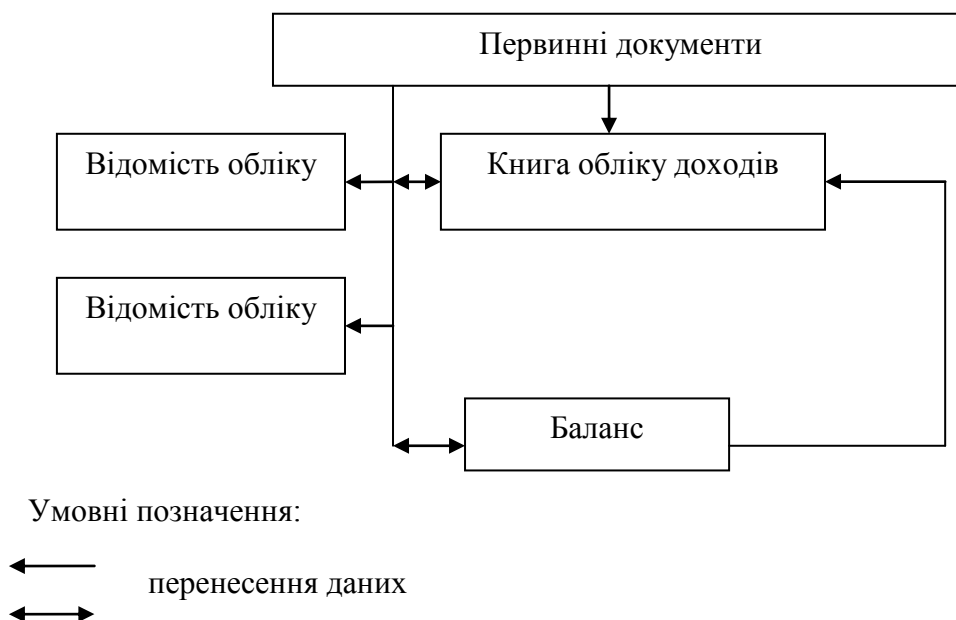 Первинні документи
Відомість обліку
Книга обліку доходів
Відомість обліку
Баланс
Умовні позначення:
перенесення даних